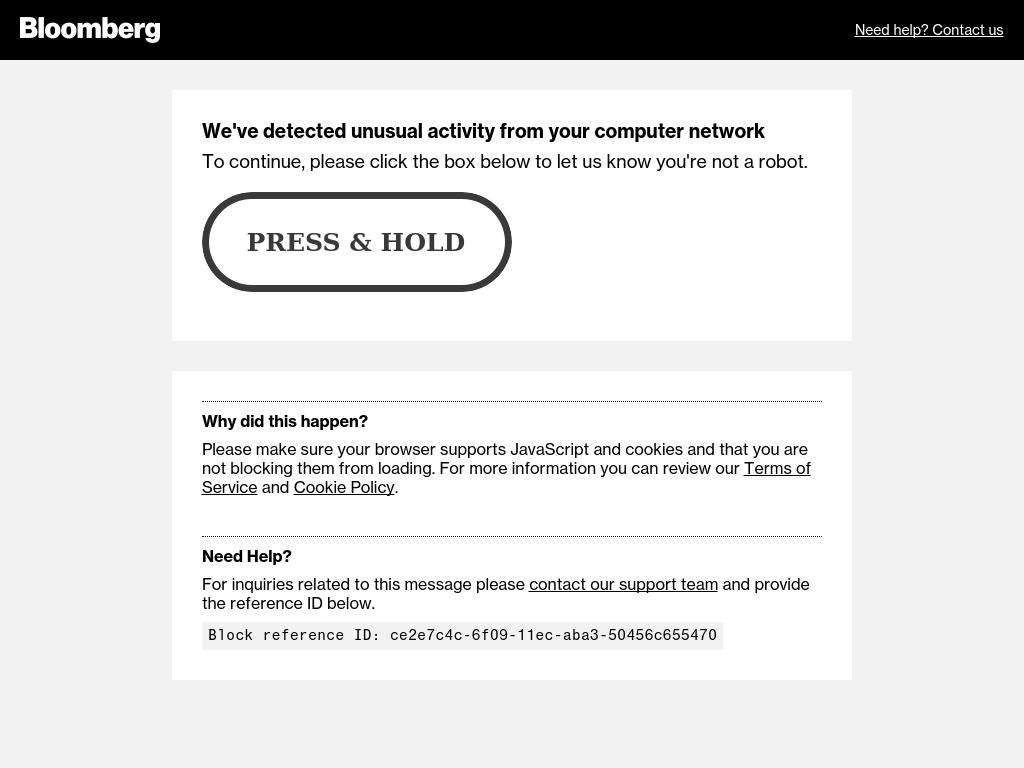 Bloomberg
Need help? Contact us
We've detected unusual activity from your computer network
To continue, please click the box below to let us know you're not a robot.
PRESS & HOLD
Why did this happen?
Please make sure your browser supports JavaScript and cookies and that you are
not blocking them from loading. For more information you can review our Terms of
Service and Cookie Policy.
Need Help?
For inquiries related to this message please contact our support team and provide
the reference ID below.
Block reference ID: ce2e7c4c-6f09-11ec-aba3-50456c655470